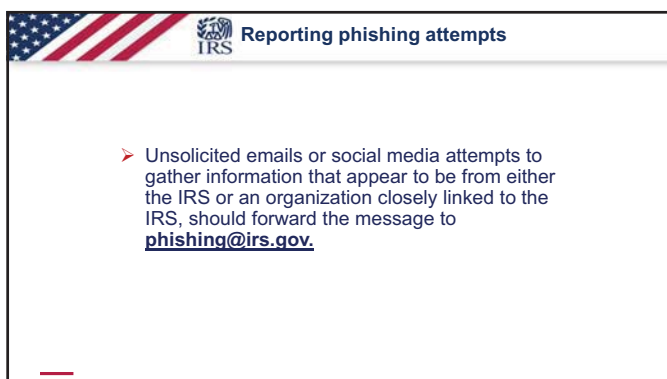 IRS
Reporting phishing attempts
➢ Unsolicited emails or social media attempts to
gather information that appear to be from either
the IRS or an organization closely linked to the
IRS, should forward the message to
phishing@irs.gov.